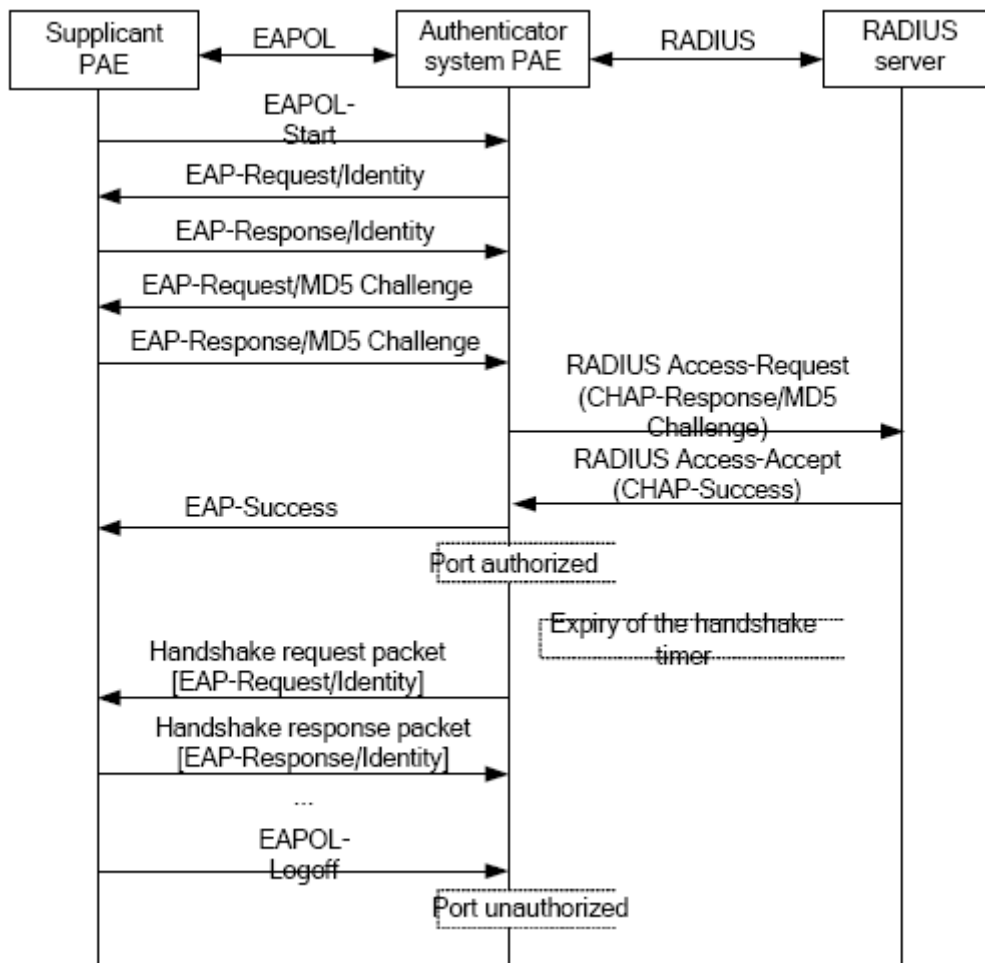 Supplicant
PAE
EAPOL
Authenticator
system PAE
RADIUS
RADIUS
server
EAPOL-
Start
EAP-Request/Identity
EAP-Response/Identity
EAP-Request/MD5 Challenge
EAP-Response/MD5 Challenge
RADIUS Access-Request
(CHAP-Response/MD5
Challenge)
RADIUS Access-Accept
(CHAP-Success)
EAP-Success
Port authorized
Expiry of the handshake
timer
Handshake request packet
[EAP-Request/Identity]
Handshake response packet
[EAP-Response/Identity]
...
EAPOL-
Logoff
Port unauthorized